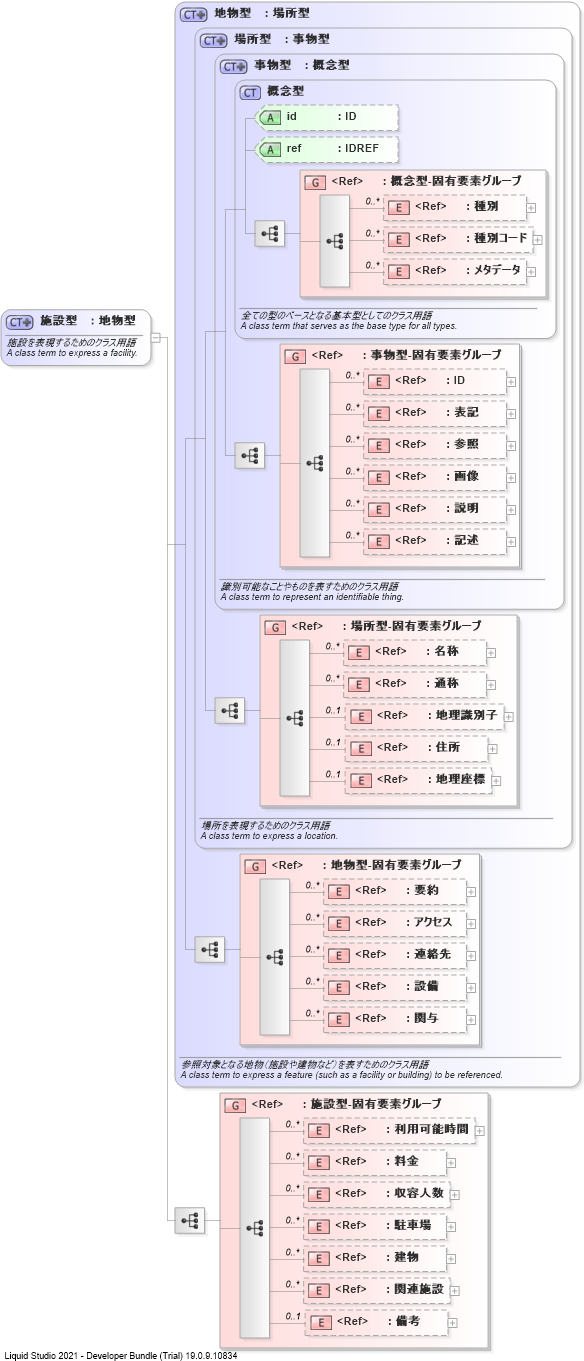 CT 地物型 : 場所型
CT 場所型 : 事物型
CT 事物型 : 概念型
CT 概念型
A id : ID
A ref : IDREF
G <Ref> : 概念型-固有要素グループ
0..* E <Ref> : 種別
0..* E <Ref> : 種別コード
0..* E <Ref> : メタデータ
全ての型のベースとなる基本型としてのクラス用語
A class term that serves as the base type for all types.
CT 施設型 : 地物型
施設を表現するためのクラス用語
A class term to express a facility.
G <Ref> : 事物型-固有要素グループ
0..* E <Ref> : ID
0..* E <Ref> : 表記
0..* E <Ref> : 参照
0..* E <Ref> : 画像
0..* E <Ref> : 説明
0..* E <Ref> : 記述
識別可能なことやものを表すためのクラス用語
A class term to represent an identifiable thing.
G <Ref> : 場所型-固有要素グループ
0..* E <Ref> : 名称
0..* E <Ref> : 通称
0..1 E <Ref> : 地理識別子
0..1 E <Ref> : 住所
0..1 E <Ref> : 地理座標
場所を表現するためのクラス用語
A class term to express a location.
G <Ref> : 地物型-固有要素グループ
0..* E <Ref> : 要約
0..* E <Ref> : アクセス
0..* E <Ref> : 連絡先
0..* E <Ref> : 設備
0..* E <Ref> : 関与
参照対象となる地物（施設や建物など）を表すためのクラス用語
A class term to express a feature (such as a facility or building) to be referenced.
G <Ref> : 施設型-固有要素グループ
0..* E <Ref> : 利用可能時間
0..* E <Ref> : 料金
0..* E <Ref> : 収容人数
0..* E <Ref> : 駐車場
0..* E <Ref> : 建物
0..* E <Ref> : 関連施設
0..1 E <Ref> : 備考
Liquid Studio 2021 - Developer Bundle (Trial) 19.0.9.10834